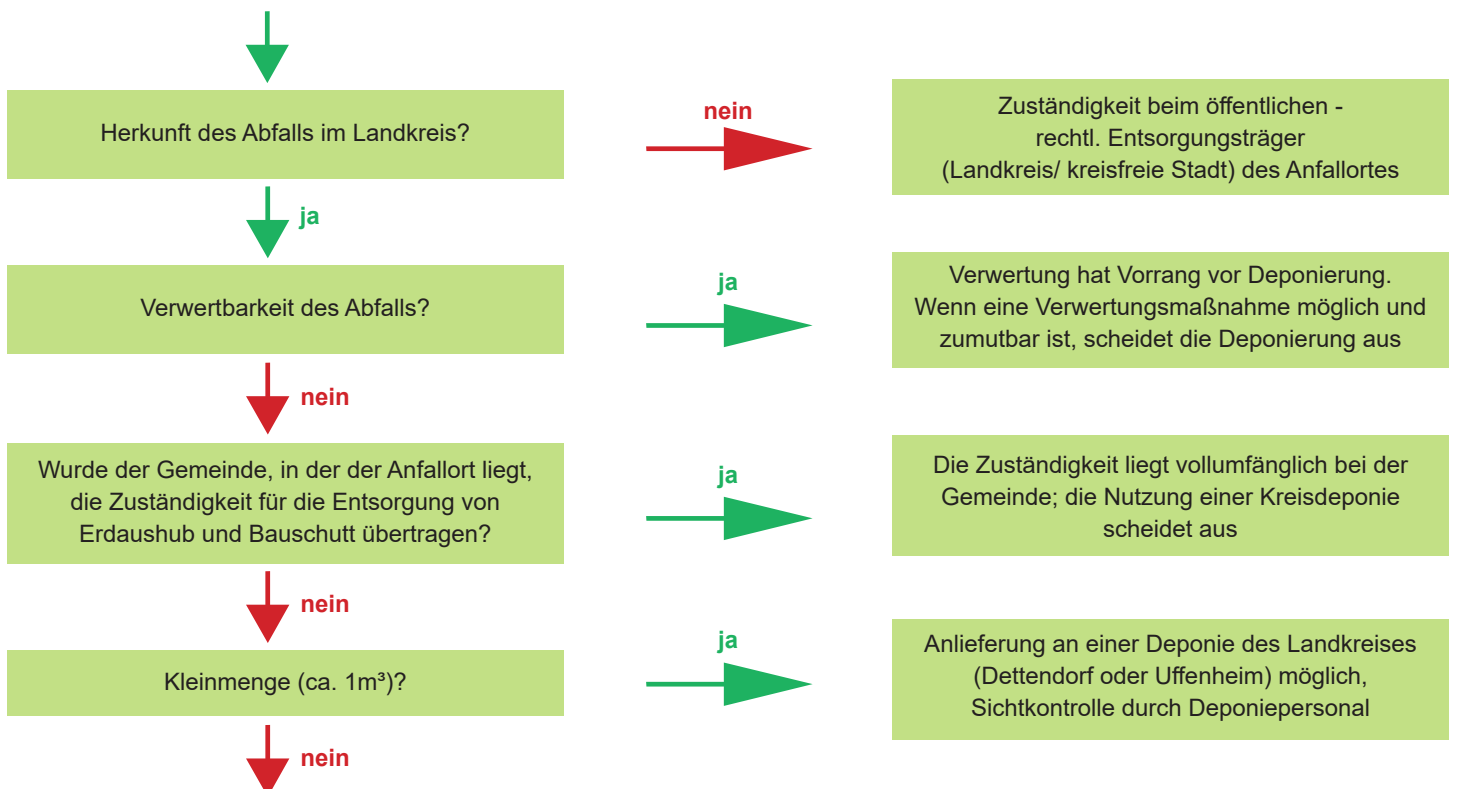 Herkunft des Abfalls im Landkreis?
nein
Zuständigkeit beim öffentlichen -
rechtl. Entsorgungsträger
(Landkreis/ kreisfreie Stadt) des Anfallortes
ja
Verwertbarkeit des Abfalls?
ja
Verwertung hat Vorrang vor Deponierung.
Wenn eine Verwertungsmaßnahme möglich und
zumutbar ist, scheidet die Deponierung aus
nein
Wurde der Gemeinde, in der der Anfallort liegt,
die Zuständigkeit für die Entsorgung von
Erdaushub und Bauschutt übertragen?
ja
Die Zuständigkeit liegt vollumfänglich bei der
Gemeinde; die Nutzung einer Kreisdeponie
scheidet aus
nein
Kleinmenge (ca. 1m³)?
ja
Anlieferung an einer Deponie des Landkreises
(Dettendorf oder Uffenheim) möglich,
Sichtkontrolle durch Deponiepersonal
nein